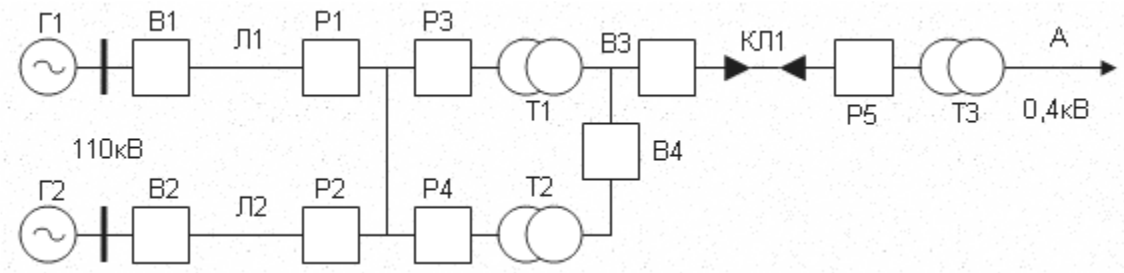 Г1 В1 Л1 Р1 Р3 Т1 В3 КЛ1 Р5 Т3 А
0,4кВ
110кВ
В4
Г2 В2 Л2 Р2 Р4 Т2